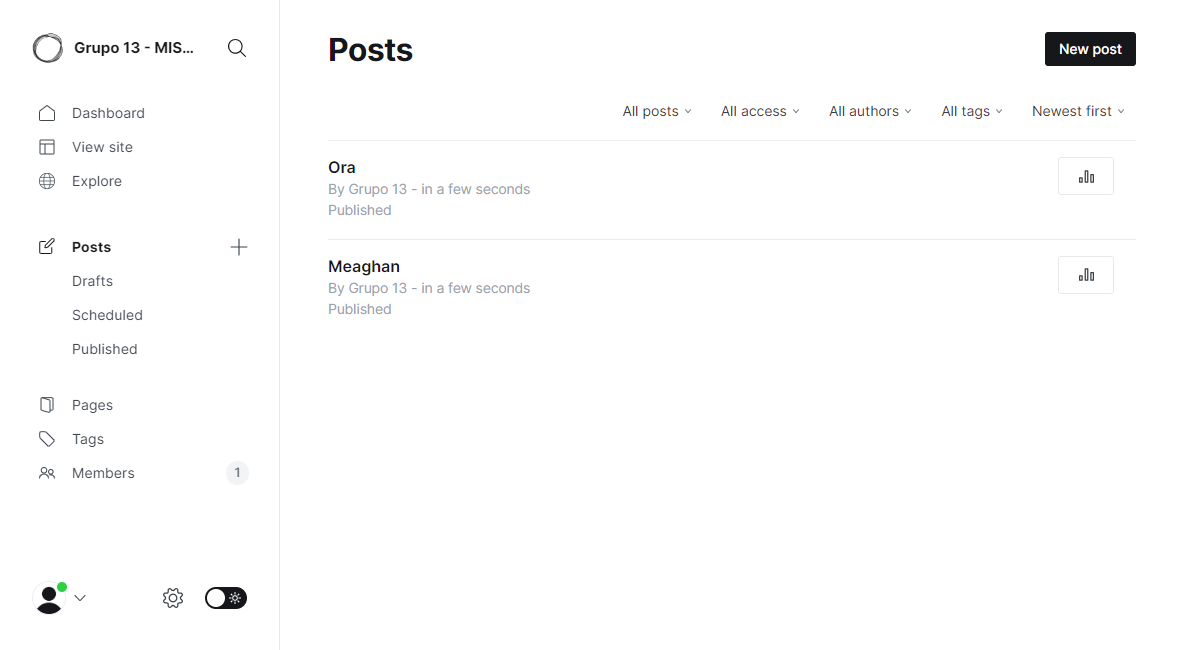 Grupo 13 - MIS...
Dashboard
View site
Explore
Posts
Drafts
Scheduled
Published
Pages
Tags
Members 1
Posts
New post
All posts All access All authors All tags Newest first
Ora
By Grupo 13 - in a few seconds
Published
Meaghan
By Grupo 13 - in a few seconds
Published